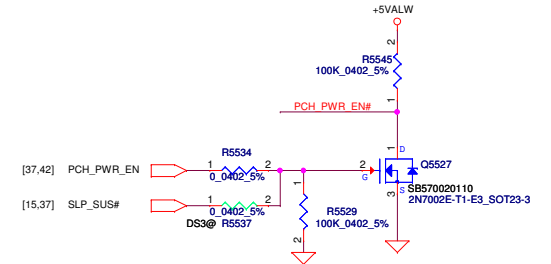 +5VALW
2
R5545
100K_0402_5%
1
PCH_PWR_EN#
1
D
R5534
[37,42] PCH_PWR_EN 1 2 2 Q5527
0_0402_5% G
SB570020110
1 S
3 2N7002E-T1-E3_SOT23-3
[15,37] SLP_SUS# 1 2
0_0402_5% R5529
DS3@ R5537 100K_0402_5%
2